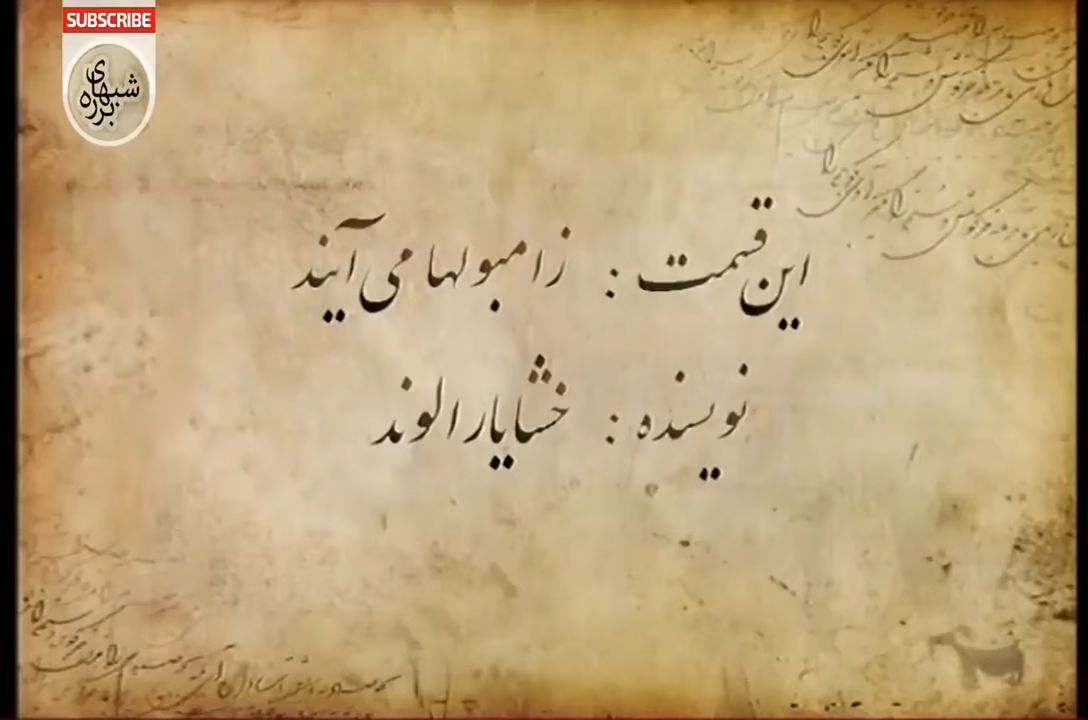 SUBSCRIBE
شبهای
برره
این قسمت : زامبولها می آیند
نویسنده : خشایار الوند